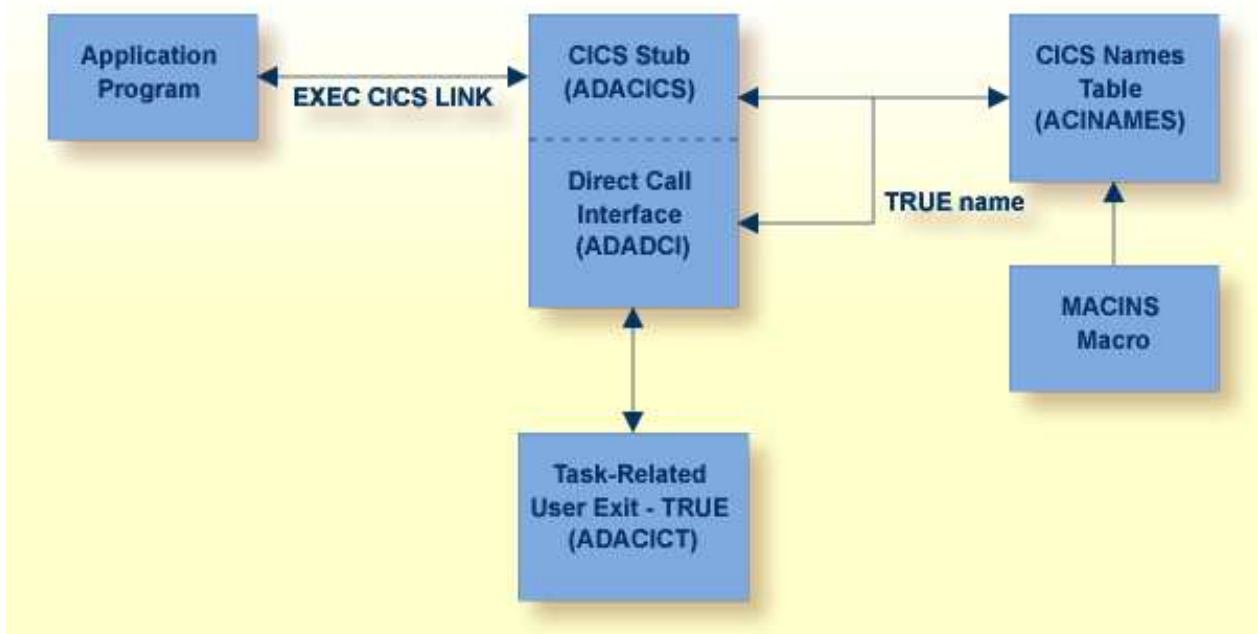 Application
Program
EXEC CICS LINK
CICS Stub
(ADACICS)
Direct Call
Interface
(ADADCI)
CICS Names
Table
(ACINAMES)
TRUE name
MACINS
Macro
Task-Related
User Exit - TRUE
(ADACICT)